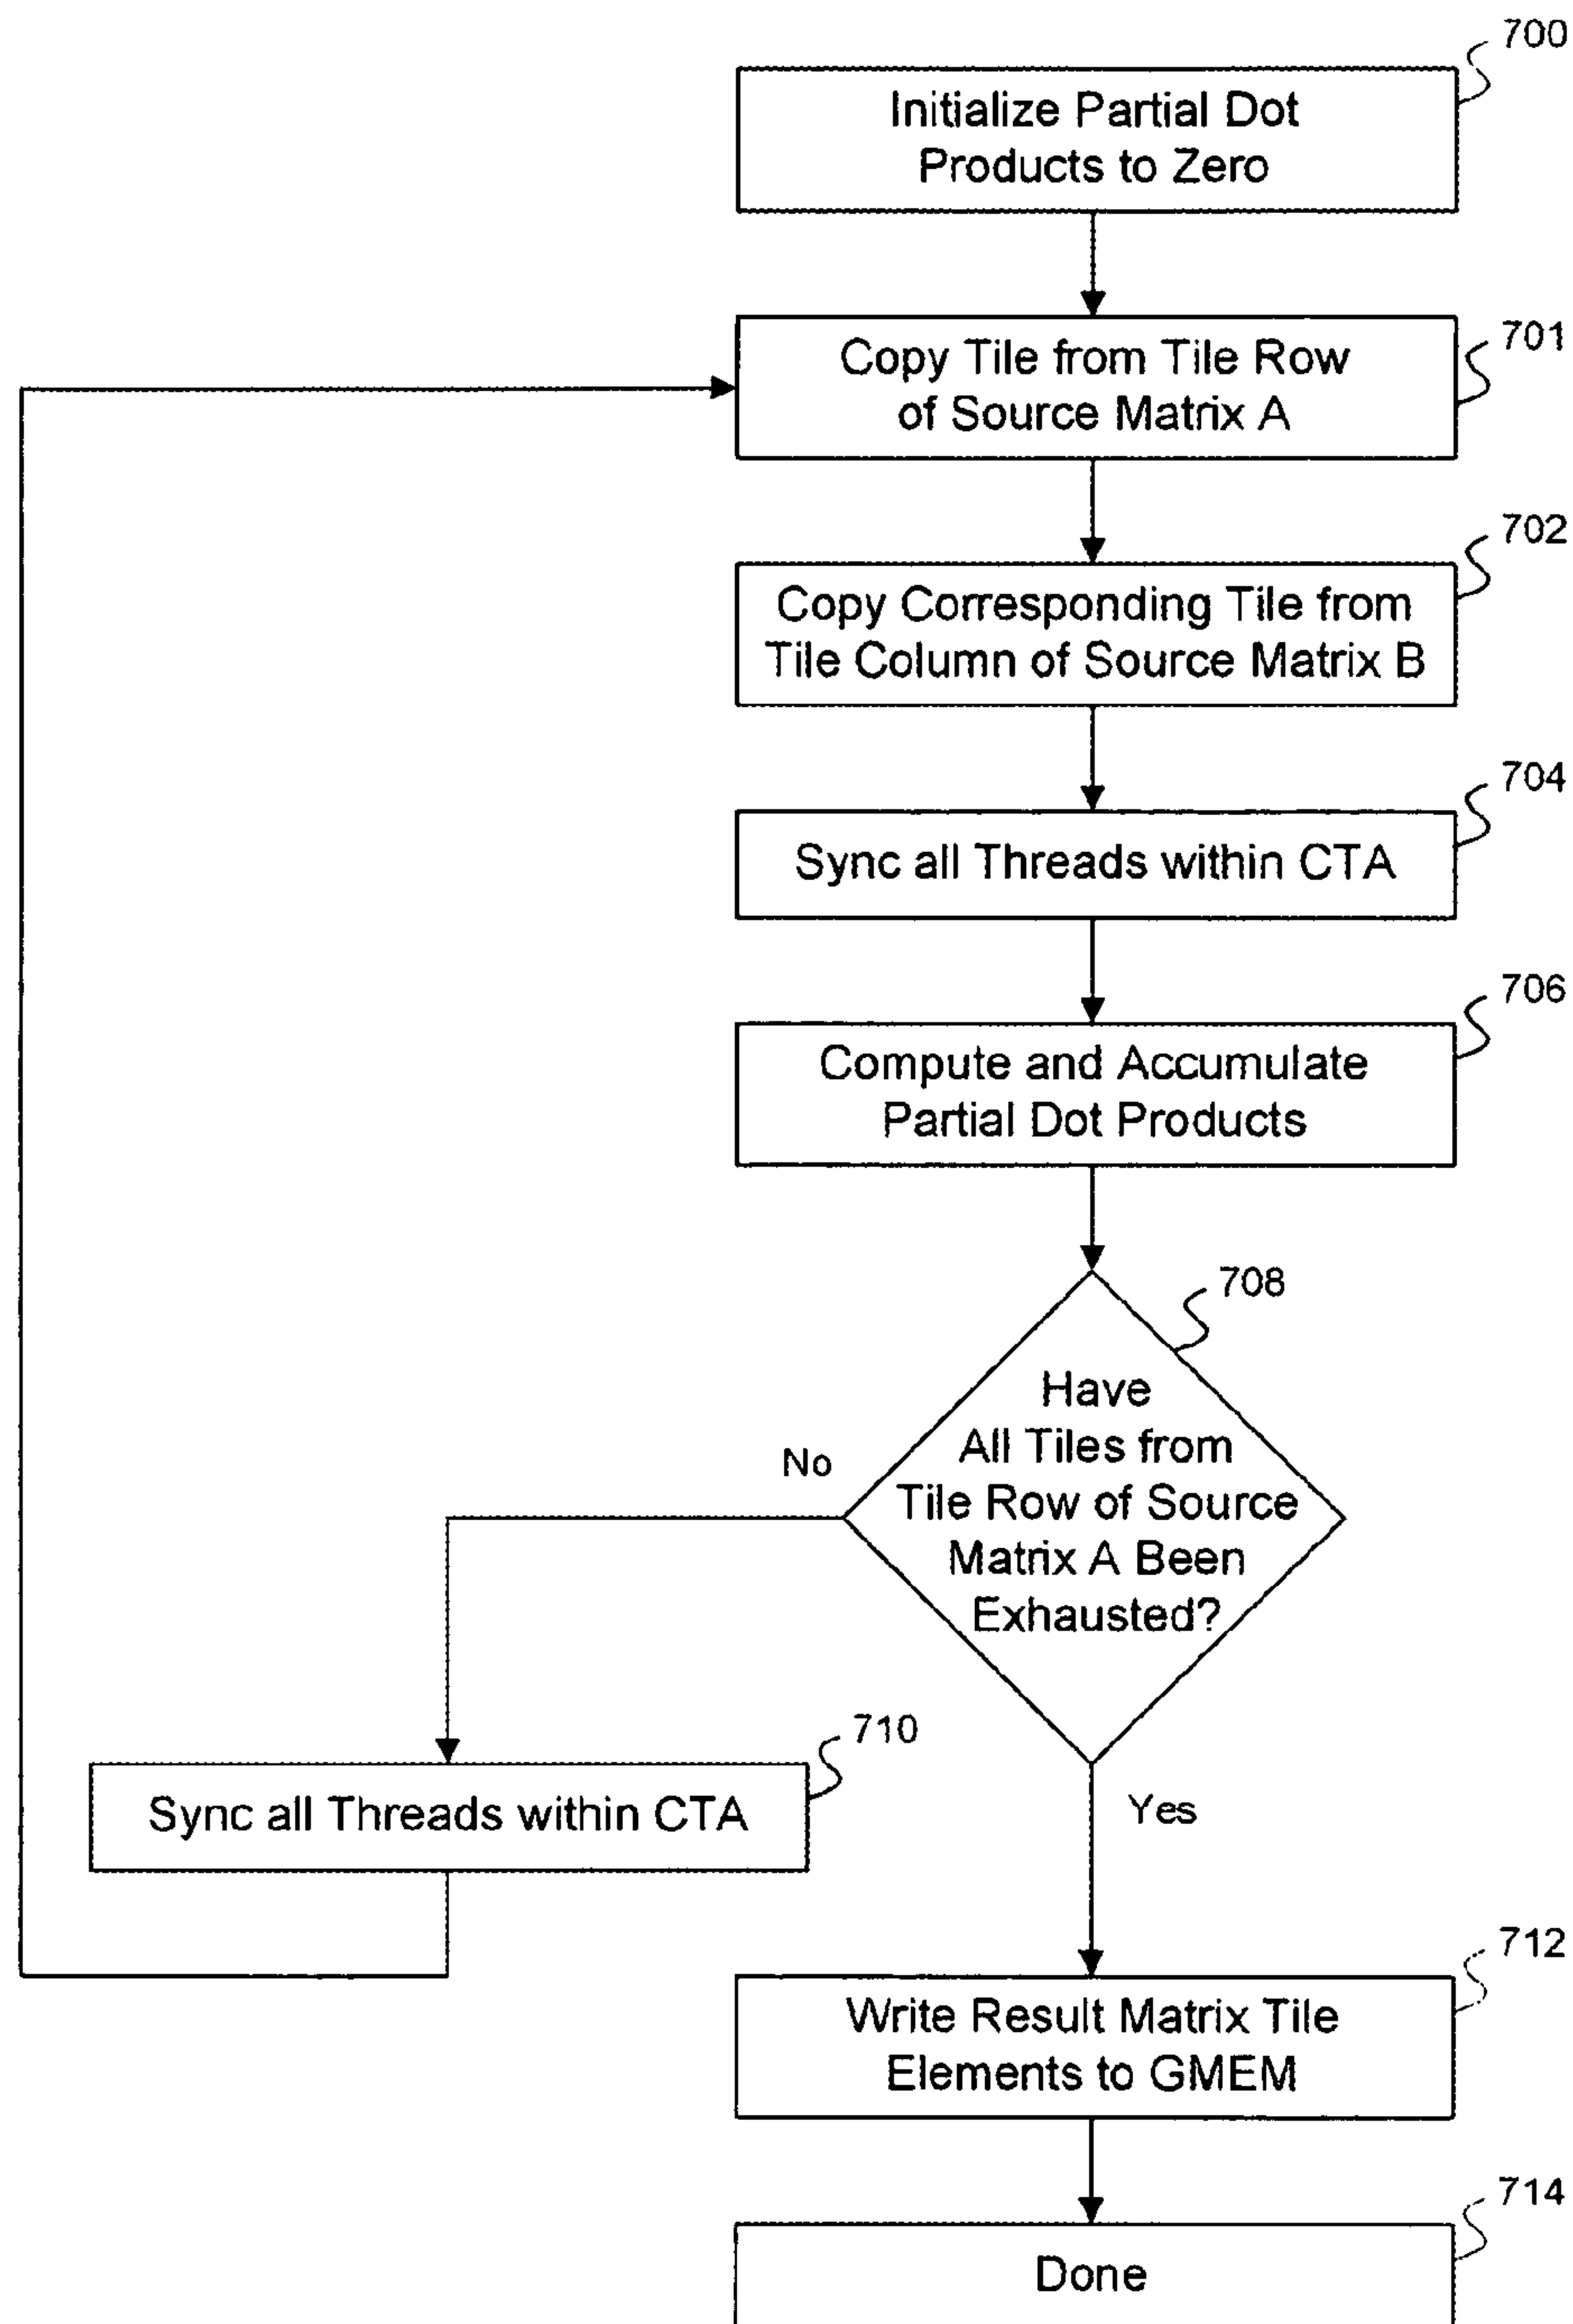 700
Initialize Partial Dot
Products to Zero
701
Copy Tile from Tile Row
of Source Matrix A
702
Copy Corresponding Tile from
Tile Column of Source Matrix B
704
Sync all Threads within CTA
706
Compute and Accumulate
Partial Dot Products
708
Have
All Tiles from
Tile Row of Source
Matrix A Been
Exhausted?
No
710
Sync all Threads within CTA
Yes
712
Write Result Matrix Tile
Elements to GMEM
714
Done